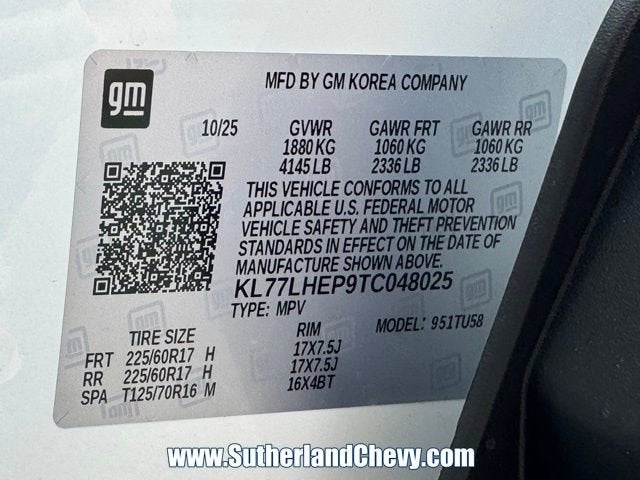 gm
MFD BY GM KOREA COMPANY
10/25 GVWR GAWR FRT GAWR RR
1880 KG 1060 KG 1060 KG
4145 LB 2336 LB 2336 LB
THIS VEHICLE CONFORMS TO ALL
APPLICABLE U.S. FEDERAL MOTOR
VEHICLE SAFETY AND THEFT PREVENTION
STANDARDS IN EFFECT ON THE DATE OF
MANUFACTURE SHOWN ABOVE.
KL77LHEP9TC048025
TYPE: MPV MODEL: 951TU58
TIRE SIZE RIM
FRT 225/60R17 H 17X7.5J
RR 225/60R17 H 17X7.5J
SPA T125/70R16 M 16X4BT
www.SutherlandChevy.com